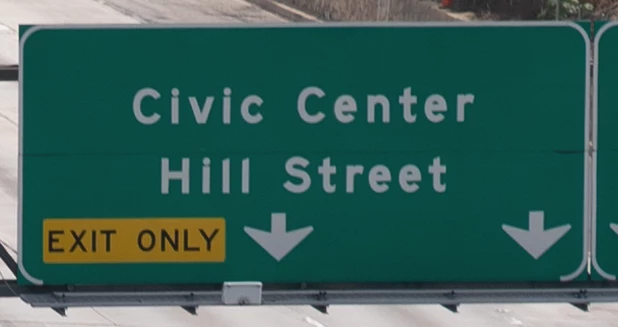 Civic Center
Hill Street
EXIT ONLY